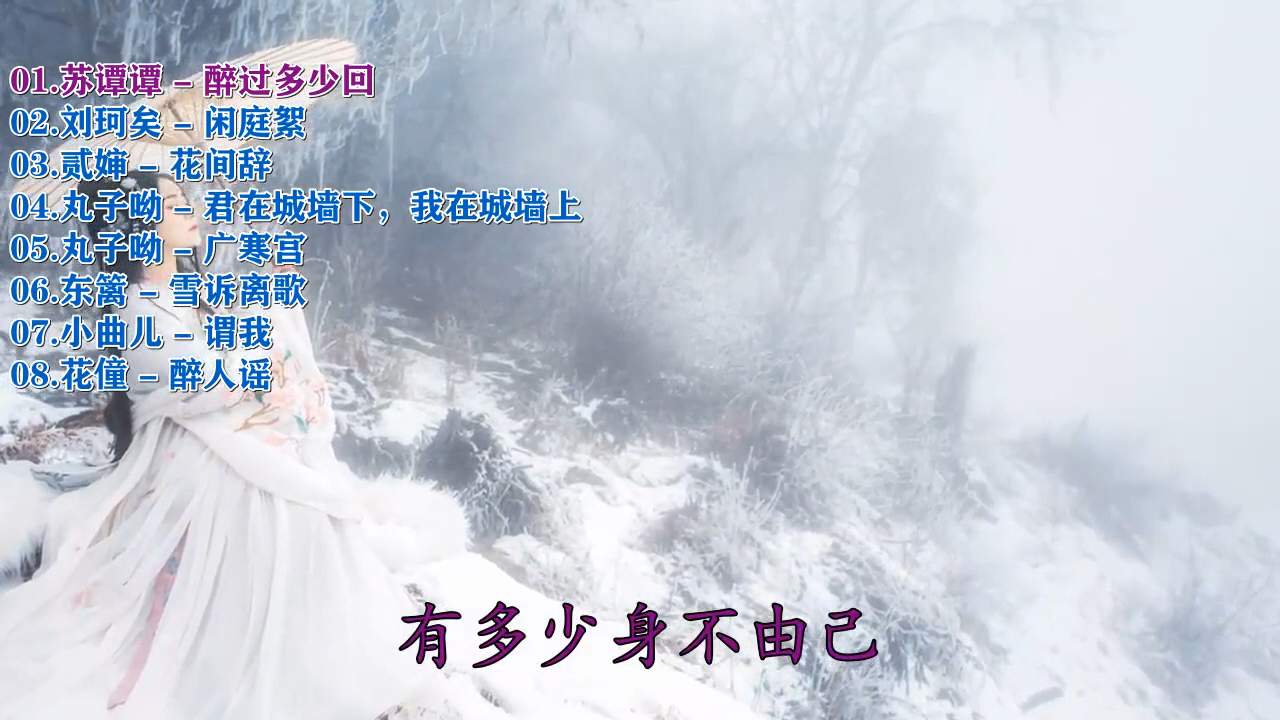 01.苏谭谭 - 醉过多少回
02.刘珂矣 - 闲庭絮
03.贰婶 - 花间辞
04.丸子呦 - 君在城墙下，我在城墙上
05.丸子呦 - 广寒宫
06.东篱 - 雪诉离歌
07.小曲儿 - 谓我
08.花僮 - 醉人谣
有多少身不由己